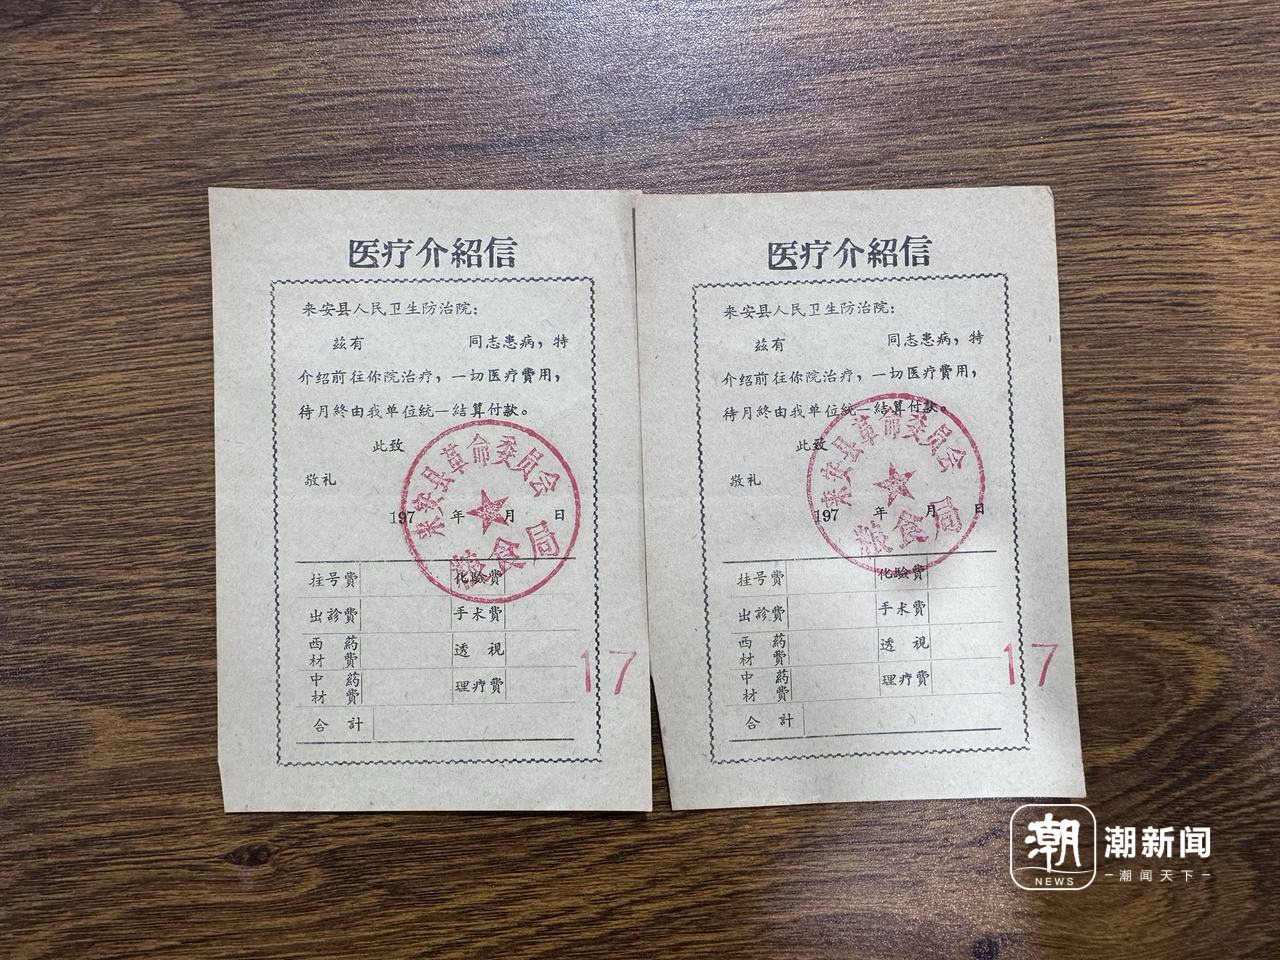 医疗介紹信
来安县人民卫生防治院：
兹有 同志患病，特
介绍前往你院治疗，一切医疗費用，
待月終由我单位統一結算付款。
此致
敬礼
197 年 月 日
来安县革命委员会
粮食局
挂号費 化驗費
出診費 手术費
西药 透視
材費
中药 理疗費
材費
合計
17
医疗介紹信
来安县人民卫生防治院：
兹有 同志患病，特
介绍前往你院治疗，一切医疗費用，
待月終由我单位統一結算付款。
此致
敬礼
197 年 月 日
来安县革命委员会
粮食局
挂号費 化驗費
出診費 手术費
西药 透視
材費
中药 理疗費
材費
合計
17
潮 潮新闻
NEWS 潮闻天下